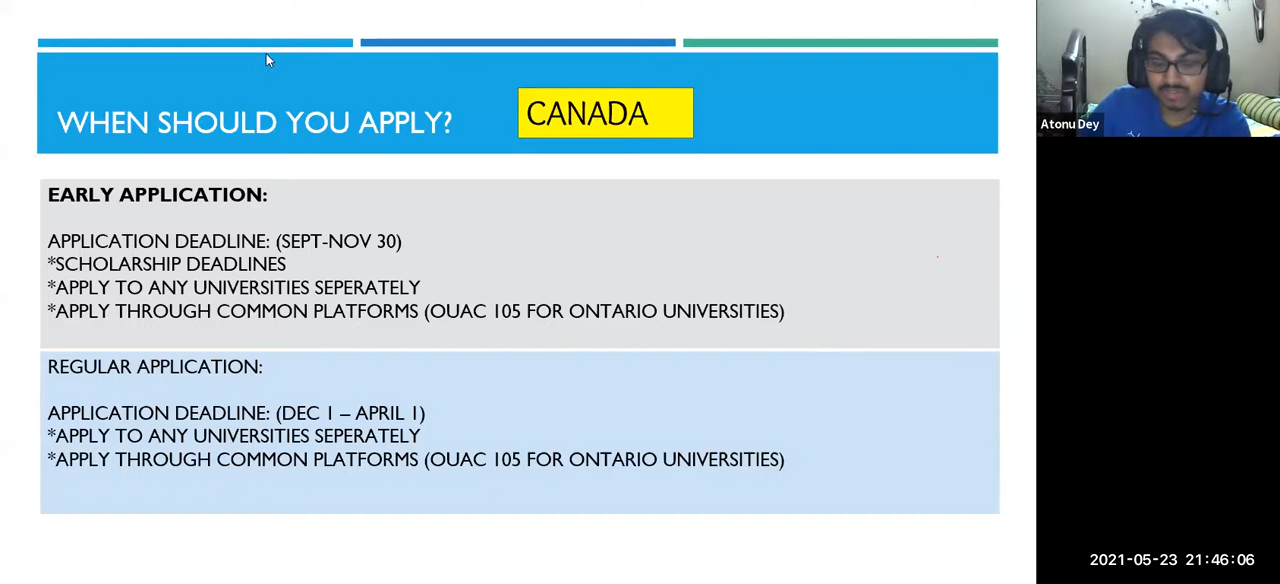 WHEN SHOULD YOU APPLY?
CANADA
Atonu Dey
EARLY APPLICATION:
APPLICATION DEADLINE: (SEPT-NOV 30)
*SCHOLARSHIP DEADLINES
*APPLY TO ANY UNIVERSITIES SEPERATELY
*APPLY THROUGH COMMON PLATFORMS (OUAC 105 FOR ONTARIO UNIVERSITIES)
REGULAR APPLICATION:
APPLICATION DEADLINE: (DEC 1 – APRIL 1)
*APPLY TO ANY UNIVERSITIES SEPERATELY
*APPLY THROUGH COMMON PLATFORMS (OUAC 105 FOR ONTARIO UNIVERSITIES)
2021-05-23 21:46:06